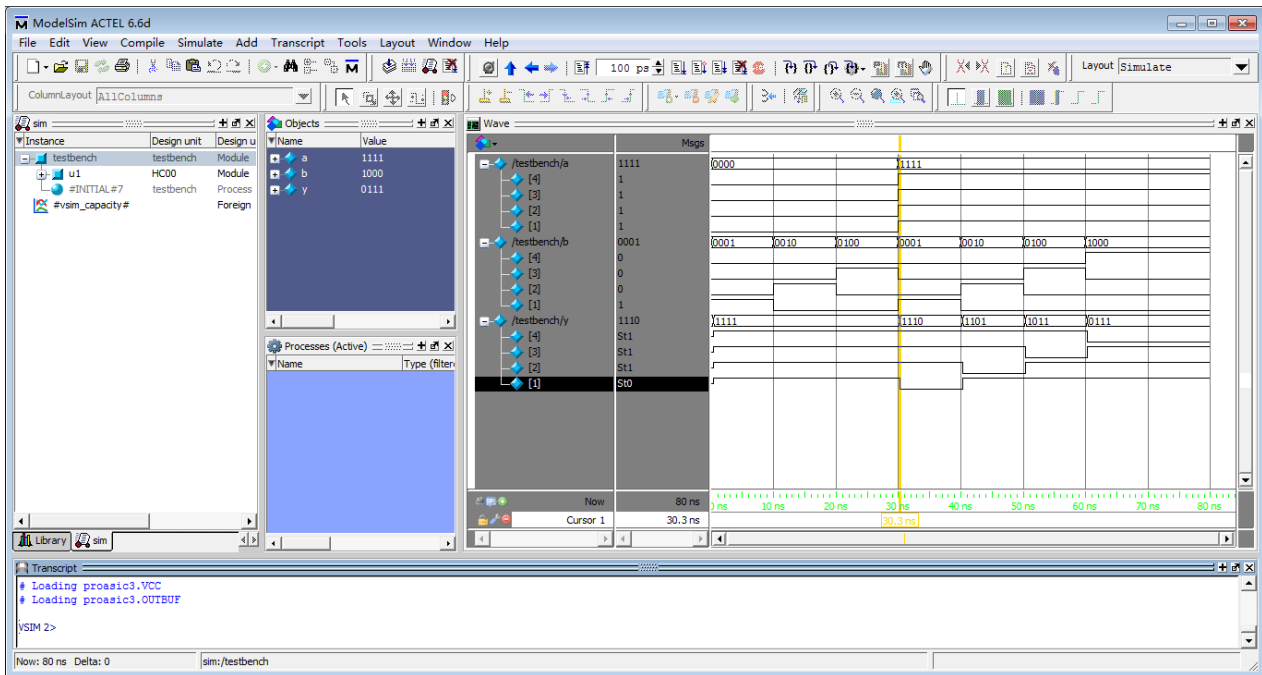 ModelSim ACTEL 6.6d
File Edit View Compile Simulate Add Transcript Tools Layout Window Help
100 ps
Layout Simulate
ColumnLayout AllColumns
sim
Instance Design unit Design u
testbench testbench Module
u1 HC00 Module
#INITIAL#7 testbench Process
#vsim_capacity# Foreign
Library sim
Objects
Name Value
a 1111
b 1000
y 0111
Processes (Active)
Name Type (filter
Wave
Msgs
/testbench/a 1111 0000 1111
[4] 1
[3] 1
[2] 1
[1] 1
/testbench/b 0001 0001 0010 0100 0001 0010 0100 1000
[4] 0
[3] 0
[2] 0
[1] 1
/testbench/y 1110 1111 1110 1101 1011 0111
[4] St1
[3] St1
[2] St1
[1] St0
Now 80 ns ns 10 ns 20 ns 30 ns 40 ns 50 ns 60 ns 70 ns 80 ns
Cursor 1 30.3 ns 30.3 ns
Transcript
# Loading proasic3.VCC
# Loading proasic3.OUTBUF
VSIM 2>
Now: 80 ns Delta: 0 sim:/testbench